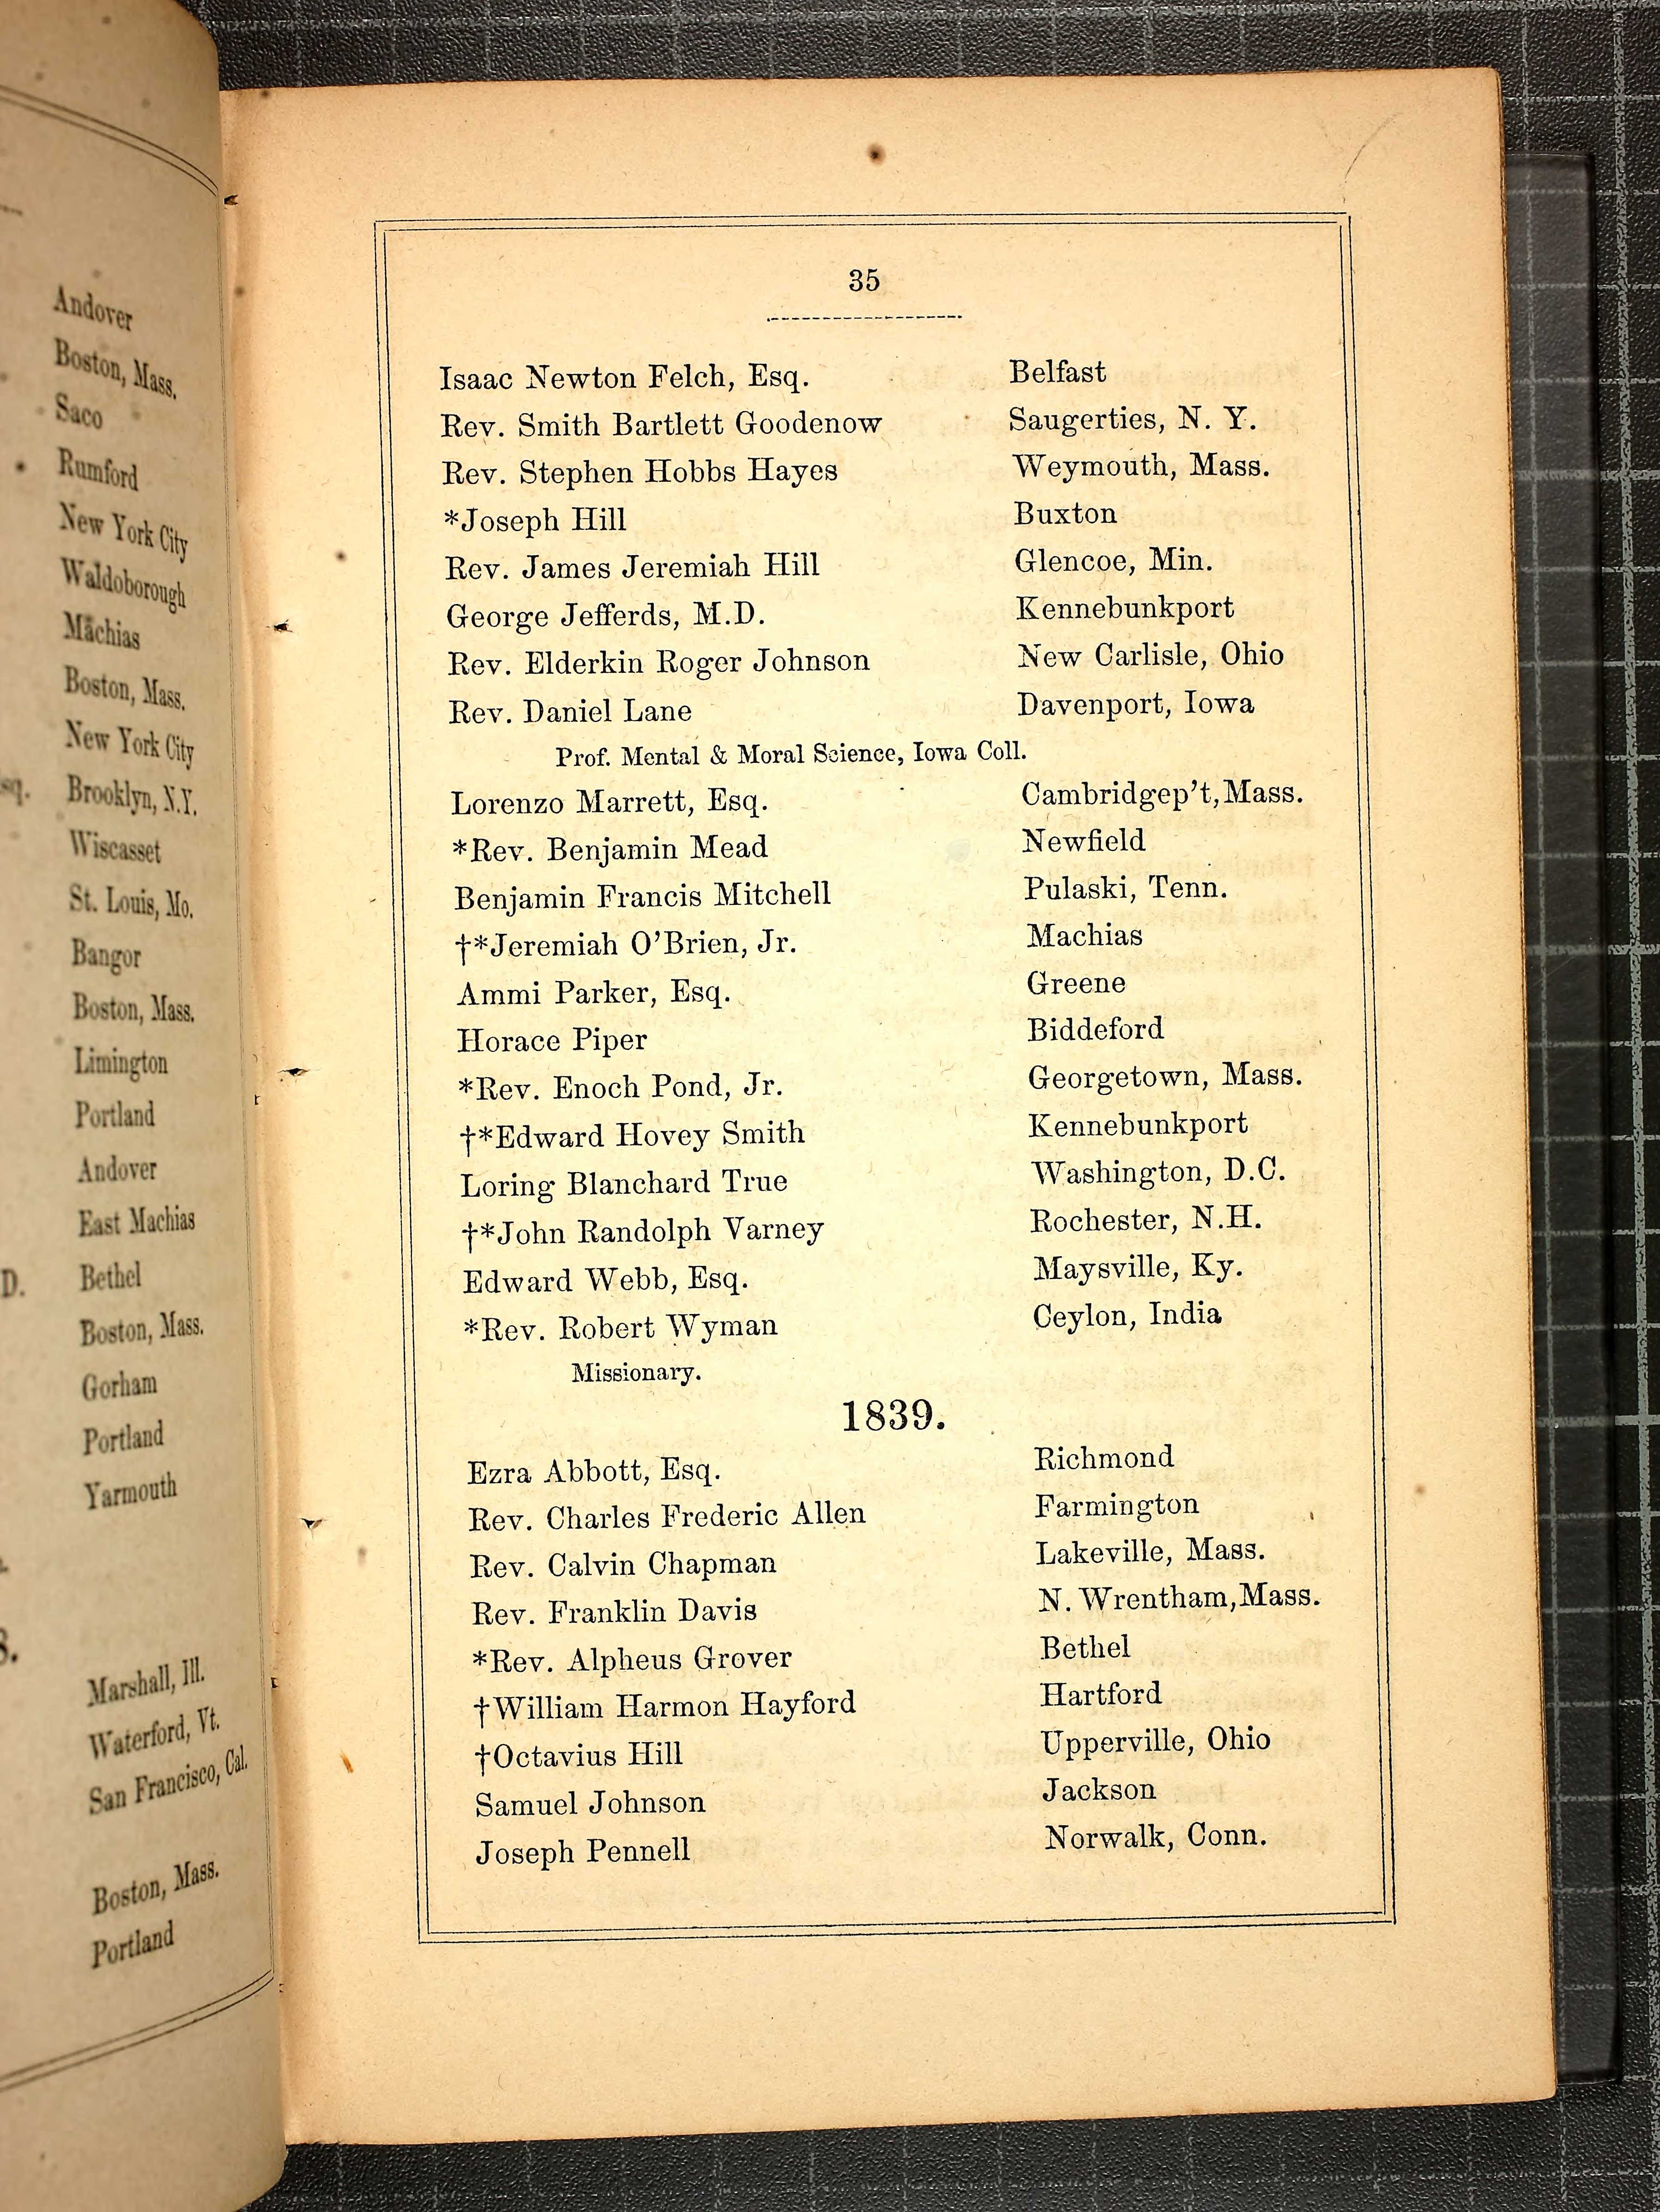 Andover
Boston, Mass.
Saco
Rumford
New York City
Waldoborough
Machias
Boston, Mass.
New York City
Brooklyn, N.Y.
Wiscasset
St. Louis, Mo.
Bangor
Boston, Mass.
Limington
Portland
Andover
East Machias
D. Bethel
Boston, Mass.
Gorham
Portland
Yarmouth
Marshall, Ill.
Waterford, Vt.
San Francisco, Cal.
Boston, Mass.
Portland
35
Isaac Newton Felch, Esq. Belfast
Rev. Smith Bartlett Goodenow Saugerties, N. Y.
Rev. Stephen Hobbs Hayes Weymouth, Mass.
*Joseph Hill Buxton
Rev. James Jeremiah Hill Glencoe, Min.
George Jefferds, M.D. Kennebunkport
Rev. Elderkin Roger Johnson New Carlisle, Ohio
Rev. Daniel Lane Davenport, Iowa
Prof. Mental & Moral Science, Iowa Coll.
Lorenzo Marrett, Esq. Cambridgep't, Mass.
*Rev. Benjamin Mead Newfield
Benjamin Francis Mitchell Pulaski, Tenn.
†*Jeremiah O'Brien, Jr. Machias
Ammi Parker, Esq. Greene
Horace Piper Biddeford
*Rev. Enoch Pond, Jr. Georgetown, Mass.
†*Edward Hovey Smith Kennebunkport
Loring Blanchard True Washington, D.C.
†*John Randolph Varney Rochester, N.H.
Edward Webb, Esq. Maysville, Ky.
*Rev. Robert Wyman Ceylon, India
Missionary.
1839.
Ezra Abbott, Esq. Richmond
Rev. Charles Frederic Allen Farmington
Rev. Calvin Chapman Lakeville, Mass.
Rev. Franklin Davis N. Wrentham, Mass.
*Rev. Alpheus Grover Bethel
†William Harmon Hayford Hartford
†Octavius Hill Upperville, Ohio
Samuel Johnson Jackson
Joseph Pennell Norwalk, Conn.